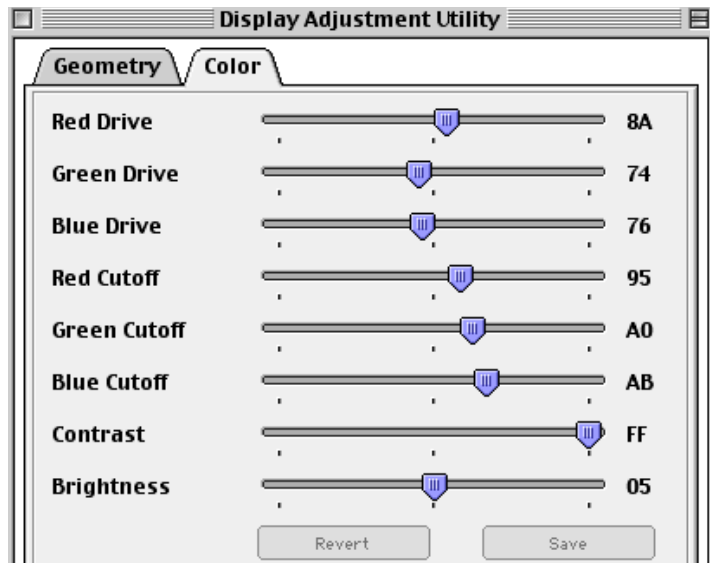 Display Adjustment Utility
Geometry Color
Red Drive 8A
Green Drive 74
Blue Drive 76
Red Cutoff 95
Green Cutoff A0
Blue Cutoff AB
Contrast FF
Brightness 05
Revert Save